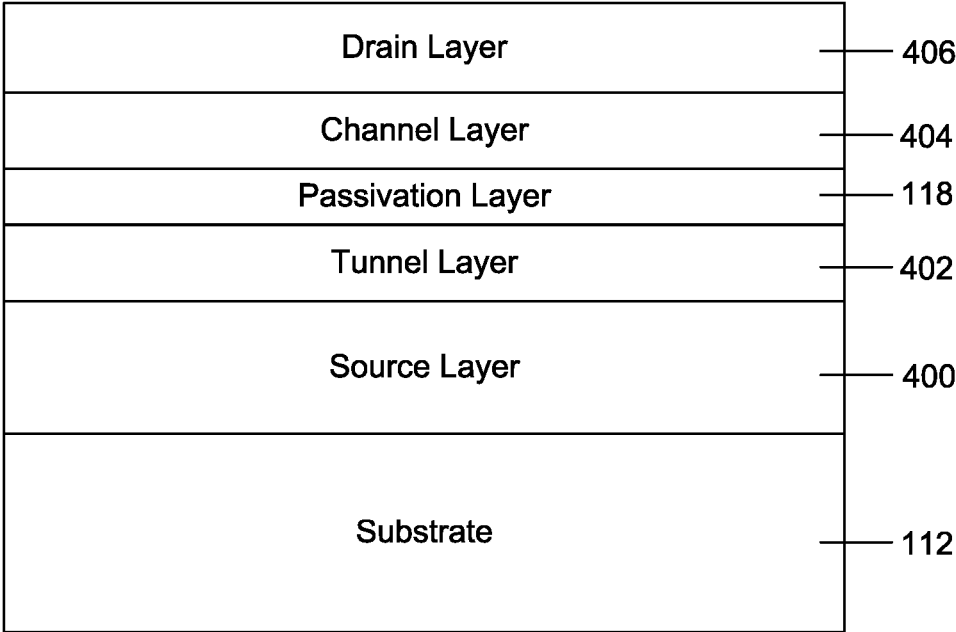 Drain Layer 406
Channel Layer 404
Passivation Layer 118
Tunnel Layer 402
Source Layer 400
Substrate 112